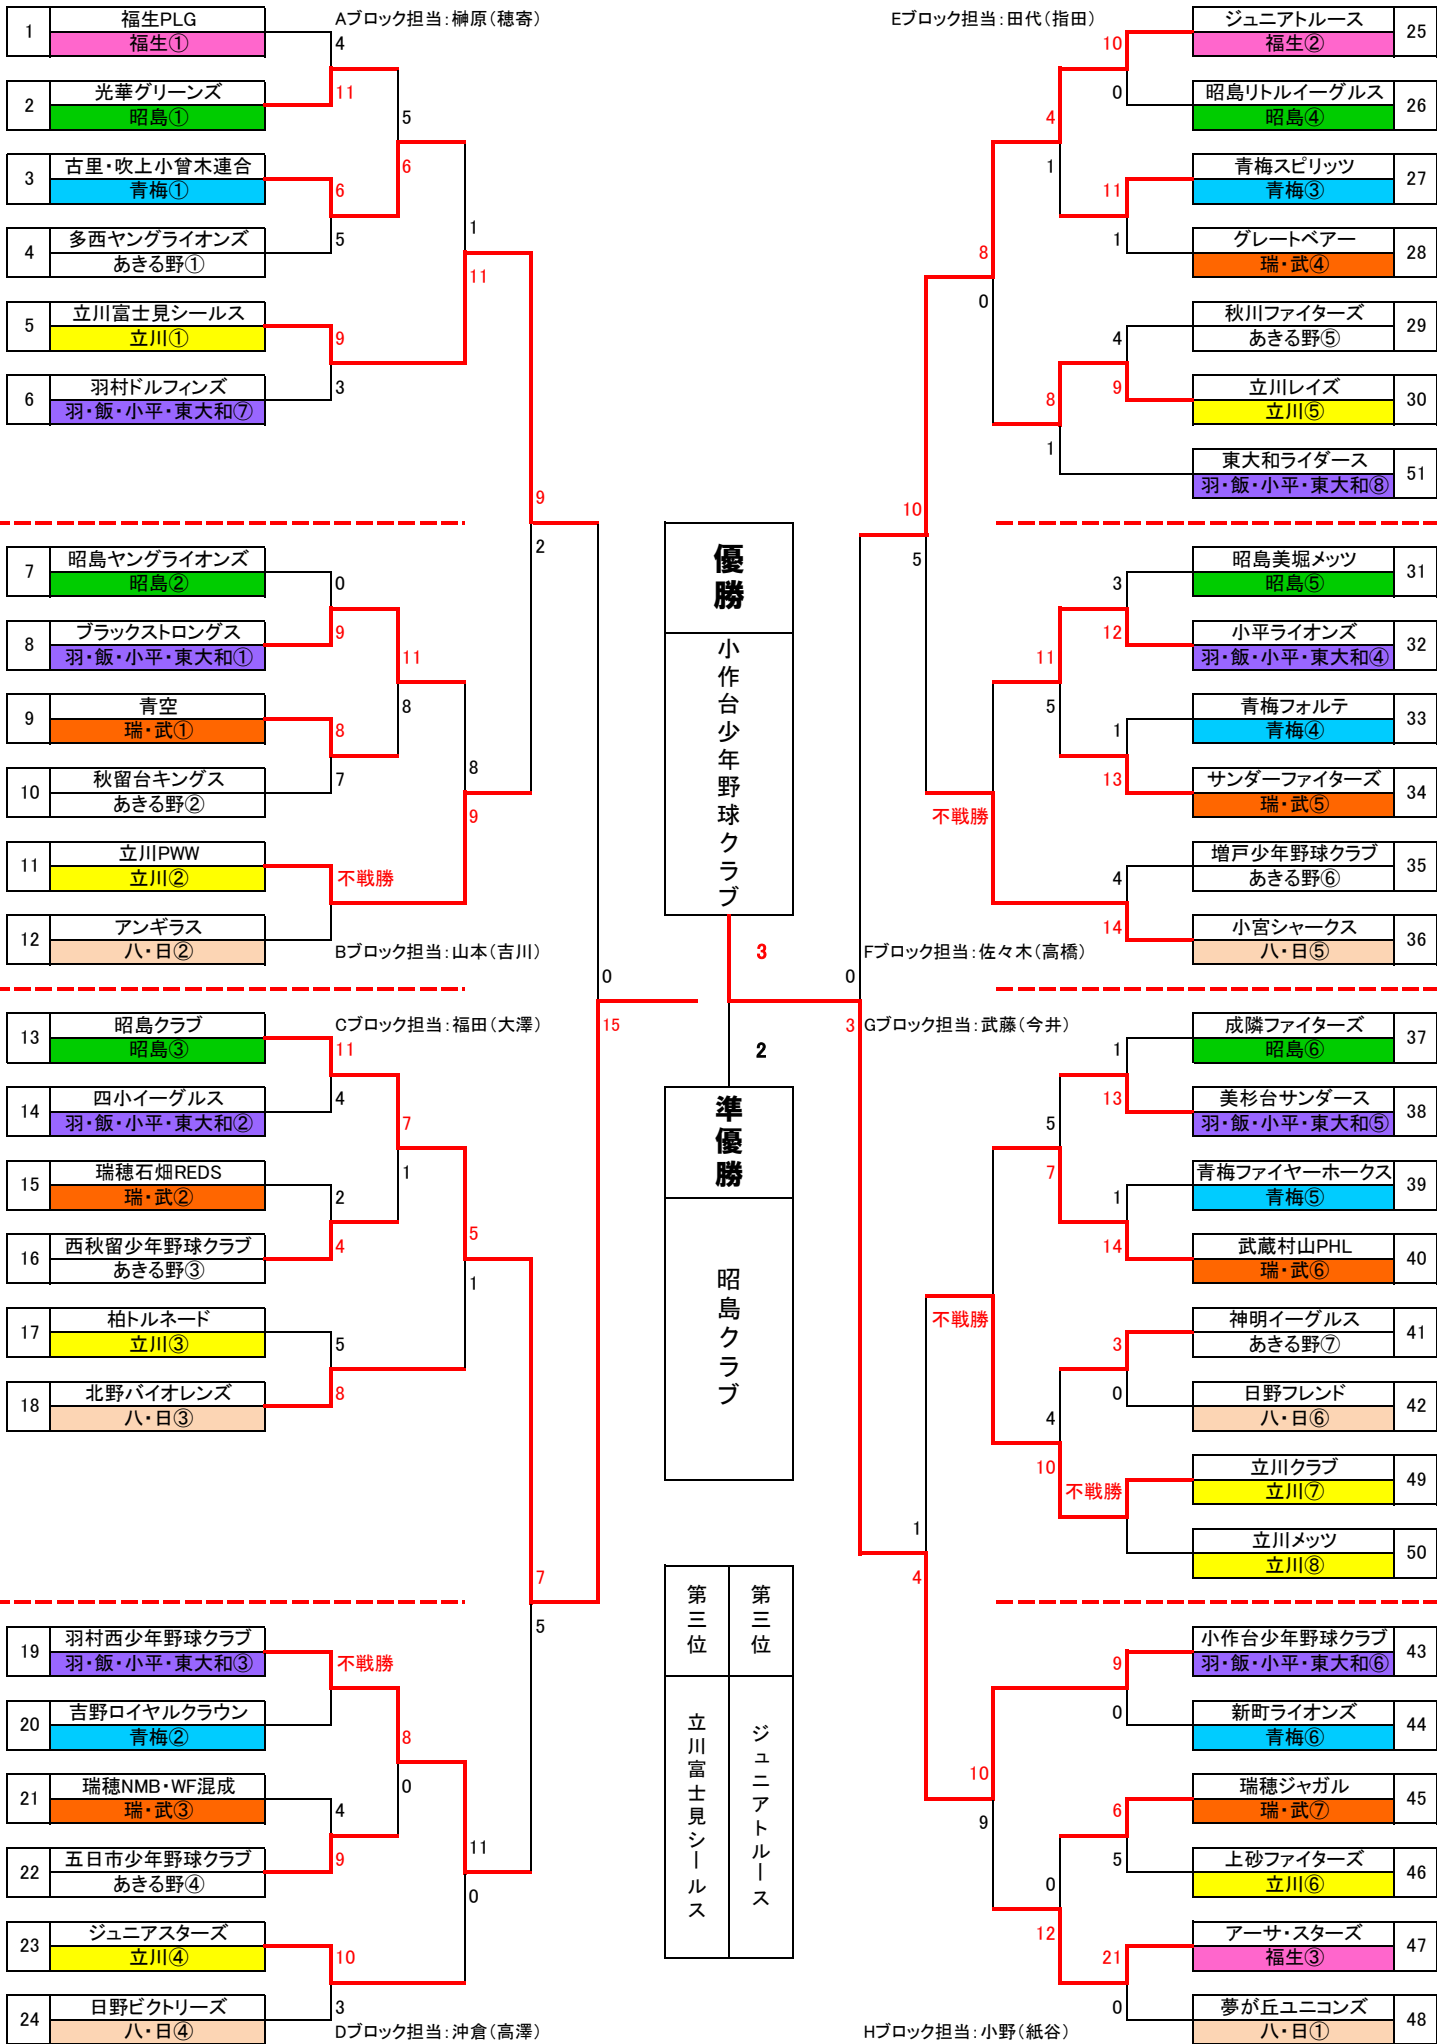 Aブロック担当：榊原（穂寄）
1
福生PLG
福生①
4
2
光華グリーンズ
昭島①
11
5
3
古里・吹上小曾木連合
青梅①
6
6
4
多西ヤングライオンズ
あきる野①
5
1
11
5
立川富士見シールス
立川①
9
6
羽村ドルフィンズ
羽・飯・小平・東大和⑦
3
9
2
7
昭島ヤングライオンズ
昭島②
0
8
ブラックストロングス
羽・飯・小平・東大和①
9
11
8
9
青空
瑞・武①
8
10
秋留台キングス
あきる野②
7
8
9
11
立川PWW
立川②
不戦勝
12
アンギラス
八・日②
Bブロック担当：山本（吉川）
0
15
Cブロック担当：福田（大澤）
13
昭島クラブ
昭島③
11
14
四小イーグルス
羽・飯・小平・東大和②
4
7
1
15
瑞穂石畑REDS
瑞・武②
2
16
西秋留少年野球クラブ
あきる野③
4
5
1
17
柏トルネード
立川③
5
18
北野バイオレンズ
八・日③
8
7
5
19
羽村西少年野球クラブ
羽・飯・小平・東大和③
不戦勝
20
吉野ロイヤルクラウン
青梅②
8
0
21
瑞穂NMB・WF混成
瑞・武③
4
22
五日市少年野球クラブ
あきる野④
9
11
0
23
ジュニアスターズ
立川④
10
24
日野ビクトリーズ
八・日④
3
Dブロック担当：沖倉（高澤）
優勝
小作台少年野球クラブ
3
2
準優勝
昭島クラブ
第三位
立川富士見シールス
第三位
ジュニアトルース
Eブロック担当：田代（指田）
10
ジュニアトルース
福生②
25
0
昭島リトルイーグルス
昭島④
26
4
1
11
青梅スピリッツ
青梅③
27
1
グレートベアー
瑞・武④
28
8
0
4
秋川ファイターズ
あきる野⑤
29
9
立川レイズ
立川⑤
30
8
1
東大和ライダース
羽・飯・小平・東大和⑧
51
10
5
3
昭島美堀メッツ
昭島⑤
31
12
小平ライオンズ
羽・飯・小平・東大和④
32
11
5
1
青梅フォルテ
青梅④
33
13
サンダーファイターズ
瑞・武⑤
34
不戦勝
4
増戸少年野球クラブ
あきる野⑥
35
14
小宮シャークス
八・日⑤
36
Fブロック担当：佐々木（高橋）
0
3
Gブロック担当：武藤（今井）
1
成隣ファイターズ
昭島⑥
37
13
美杉台サンダース
羽・飯・小平・東大和⑤
38
5
7
1
青梅ファイヤーホークス
青梅⑤
39
14
武蔵村山PHL
瑞・武⑥
40
不戦勝
3
神明イーグルス
あきる野⑦
41
0
日野フレンド
八・日⑥
42
4
10
不戦勝
立川クラブ
立川⑦
49
立川メッツ
立川⑧
50
1
4
9
小作台少年野球クラブ
羽・飯・小平・東大和⑥
43
0
新町ライオンズ
青梅⑥
44
10
9
6
瑞穂ジャガル
瑞・武⑦
45
5
上砂ファイターズ
立川⑥
46
0
12
21
アーサ・スターズ
福生③
47
0
夢が丘ユニコンズ
八・日①
48
Hブロック担当：小野（紙谷）